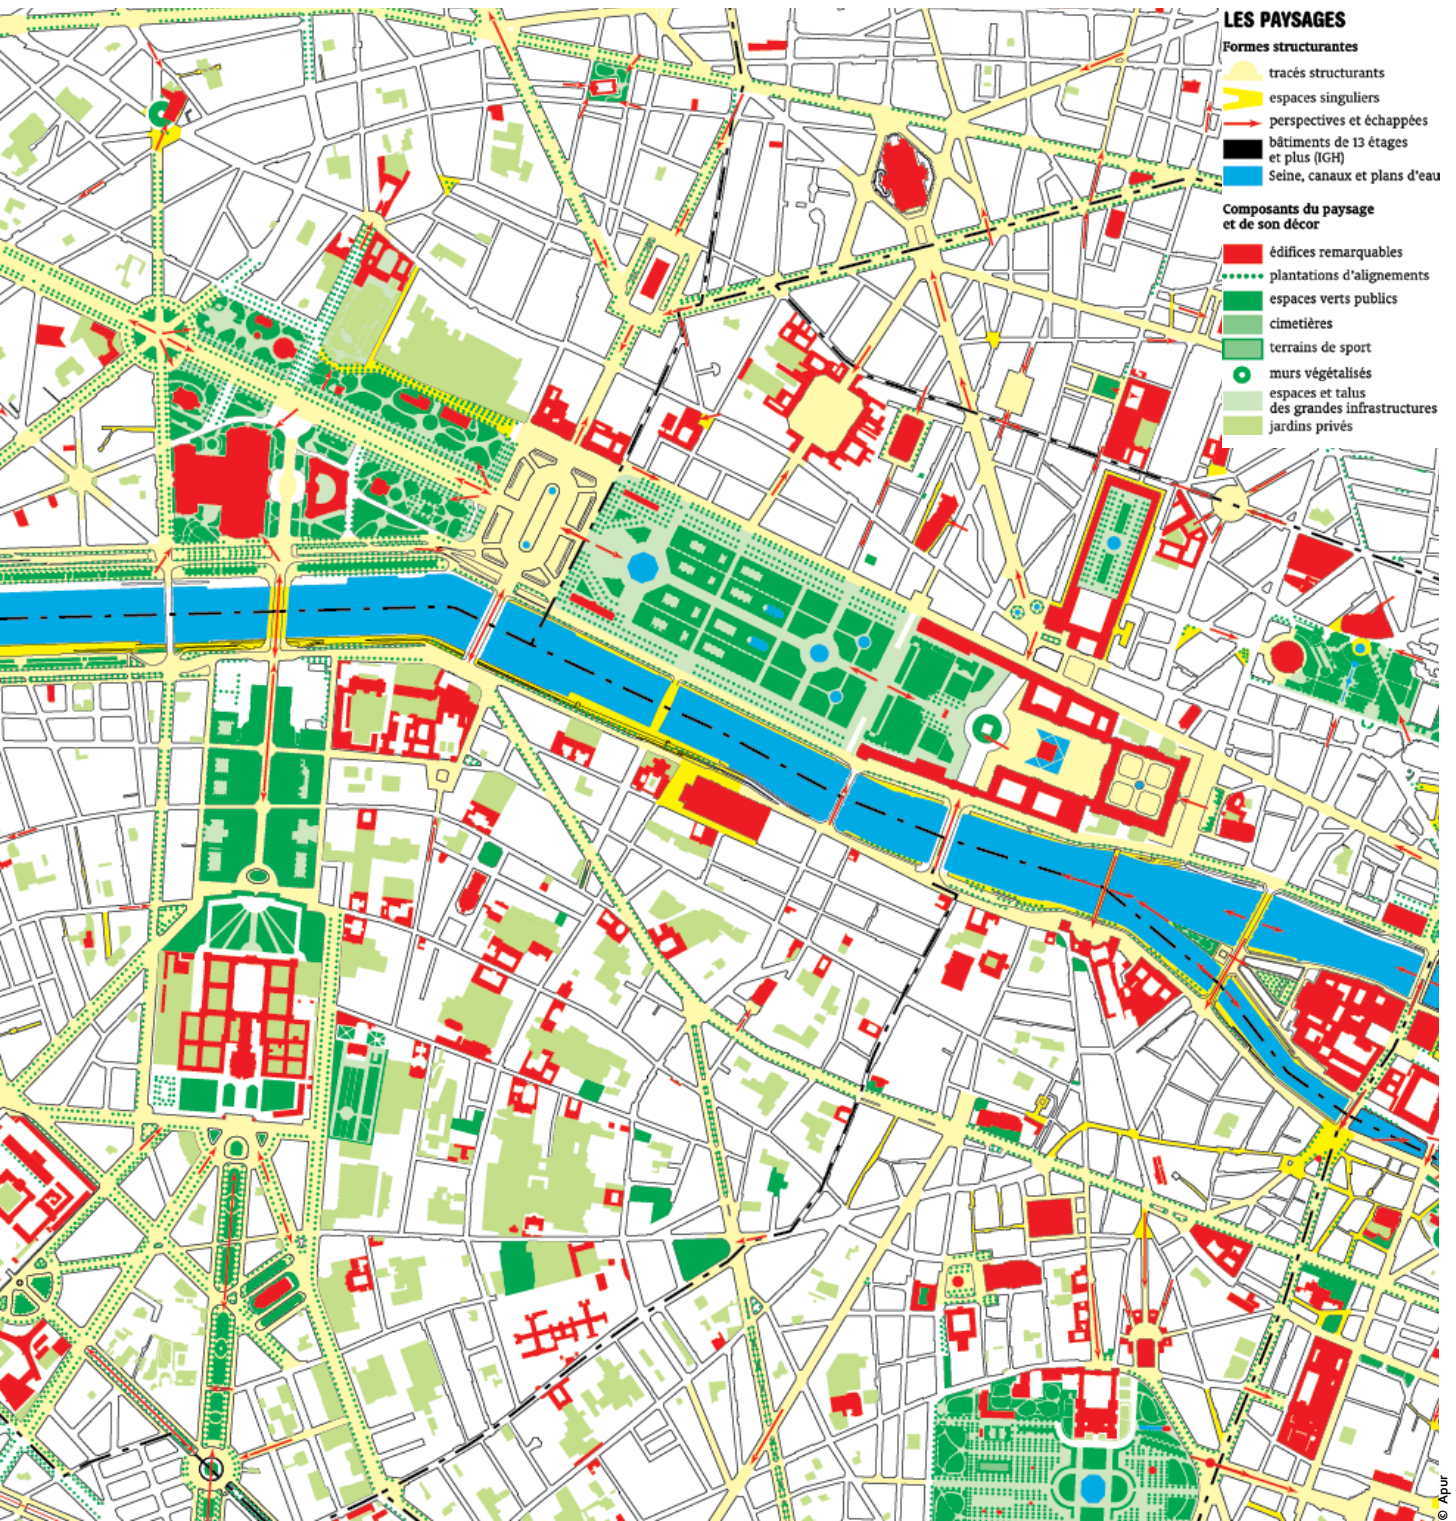 LES PAYSAGES
Formes structurantes
tracés structurants
espaces singuliers
perspectives et échappées
bâtiments de 13 étages
et plus (IGH)
Seine, canaux et plans d'eau
Composants du paysage
et de son décor
édifices remarquables
plantations d'alignements
espaces verts publics
cimetières
terrains de sport
murs végétalisés
espaces et talus
des grandes infrastructures
jardins privés
© Apur